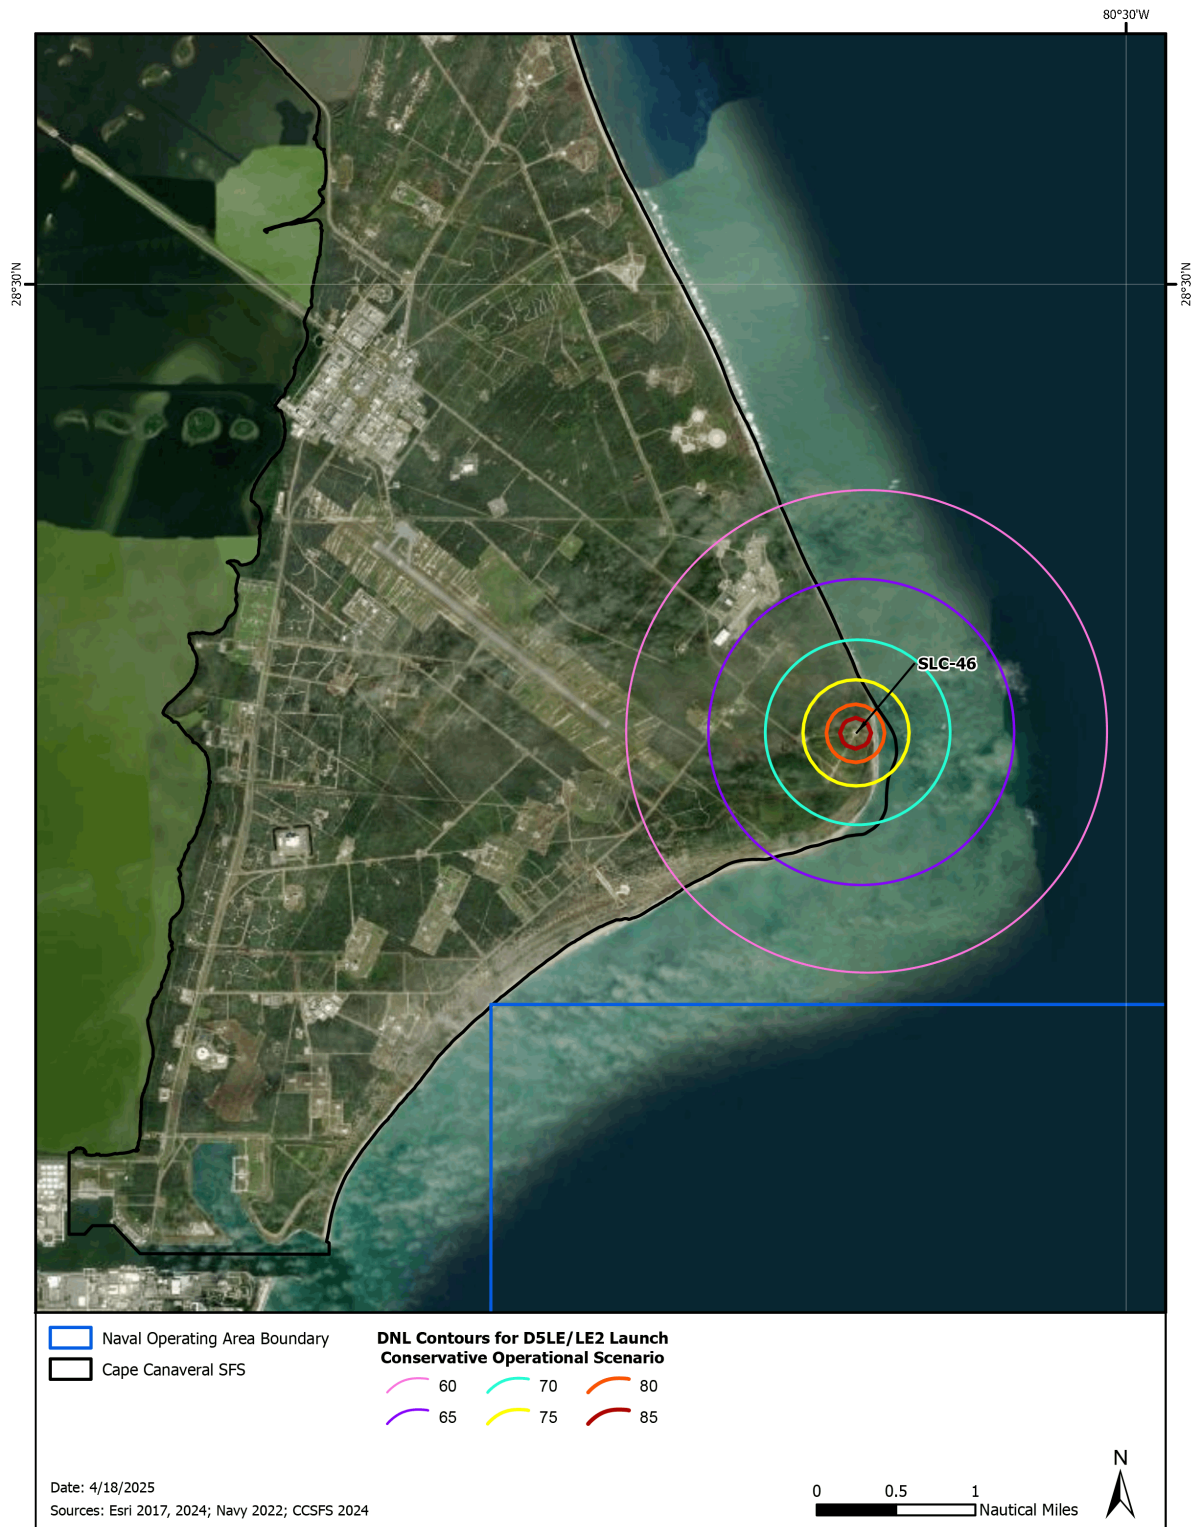 80°30'W
28°30'N
28°30'N
SLC-46
Naval Operating Area Boundary
Cape Canaveral SFS
DNL Contours for D5LE/LE2 Launch
Conservative Operational Scenario
60
70
80
65
75
85
N
Date: 4/18/2025
Sources: Esri 2017, 2024; Navy 2022; CCSFS 2024
0 0.5 1
Nautical Miles